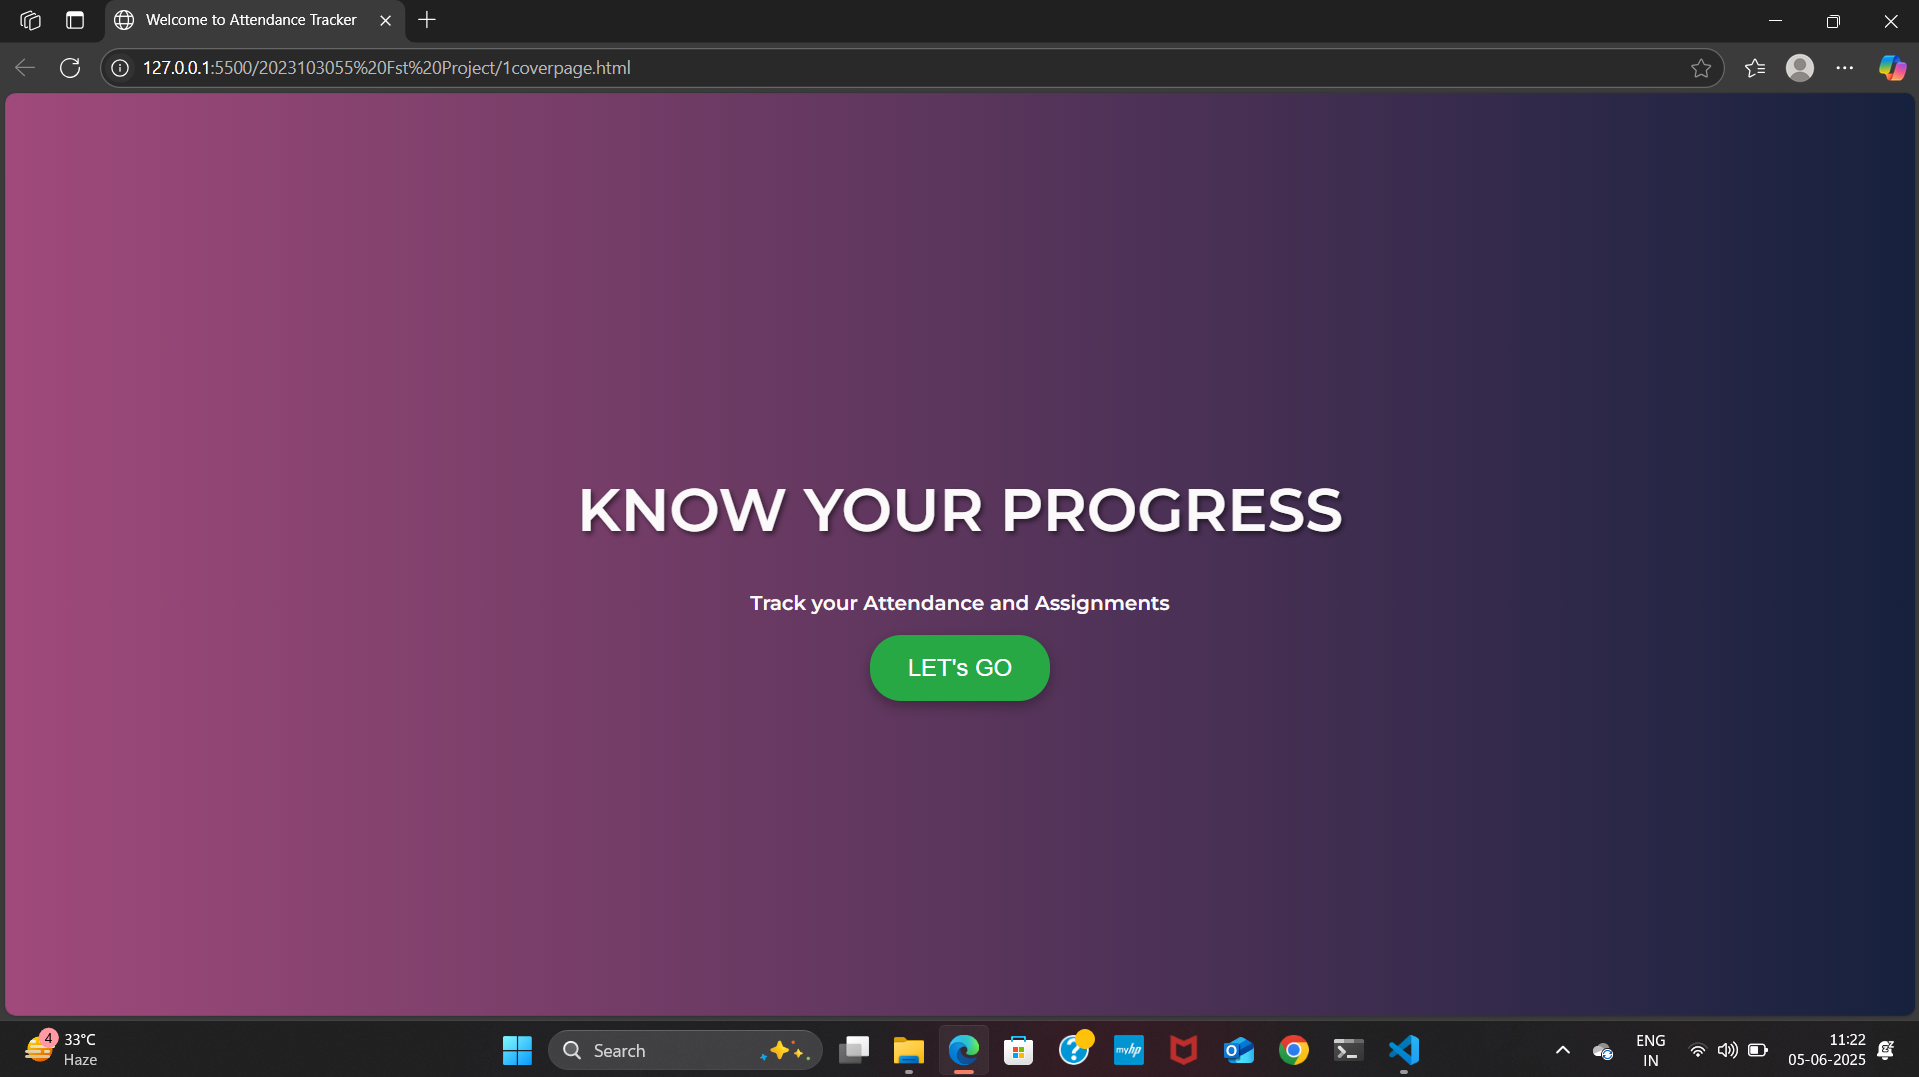 Welcome to Attendance Tracker
127.0.0.1:5500/2023103055%20Fst%20Project/1coverpage.html
KNOW YOUR PROGRESS
Track your Attendance and Assignments
LET's GO
4
33°C
Haze
Search
myhp
ENG
IN
11:22
05-06-2025